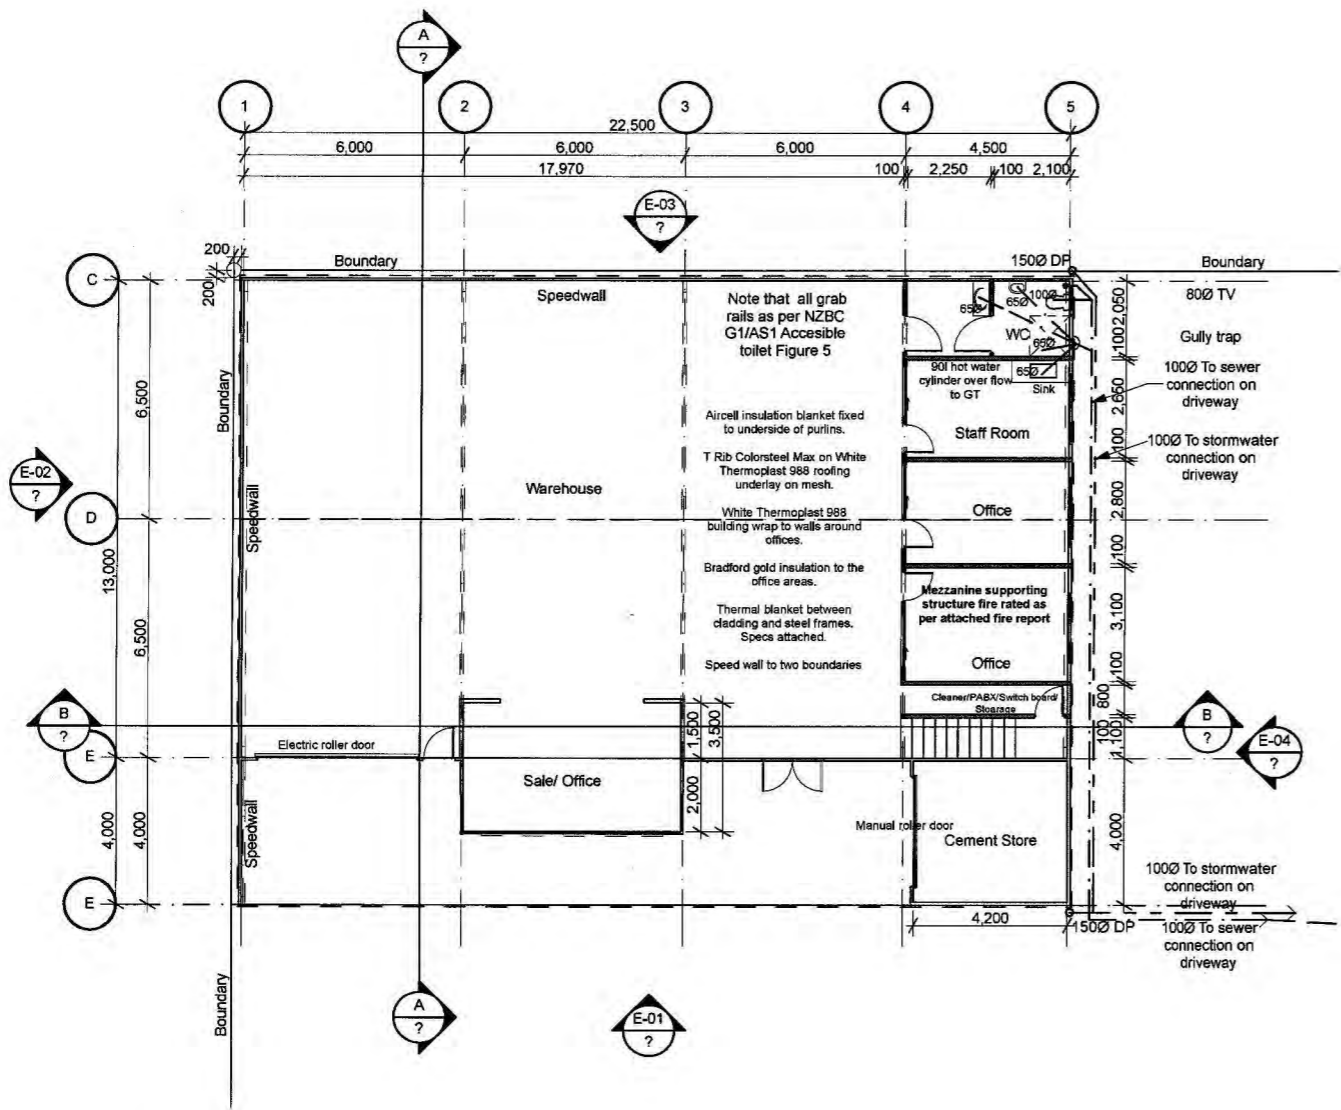 A
?
1
2
3
4
5
22,500
6,000
6,000
6,000
4,500
17,970
100
2,250
100
2,100
E-03
?
200
200
Boundary
150Ø DP
Boundary
C
Speedwall
Note that all grab
rails as per NZBC
G1/AS1 Accesible
toilet Figure 5
65Ø
65Ø
100Ø
WC
65Ø
80Ø TV
Gully trap
2,050
100
90l hot water
cylinder over flow
to GT
65Ø
Sink
100Ø To sewer
connection on
driveway
2,650
Boundary
6,500
Aircell insulation blanket fixed
to underside of purlins.
Staff Room
100
100Ø To stormwater
connection on
driveway
T Rib Colorsteel Max on White
Thermoplast 988 roofing
underlay on mesh.
E-02
?
Warehouse
D
Speedwall
White Thermoplast 988
building wrap to walls around
offices.
Office
2,800
100
13,000
Bradford gold insulation to the
office areas.
Mezzanine supporting
structure fire rated as
per attached fire report
3,100
Thermal blanket between
cladding and steel frames.
Specs attached.
6,500
Speed wall to two boundaries
Office
100
Cleaner/PABX/Switch board/
Stoarage
800
B
?
1,500
3,500
100
1,100
B
?
E-04
?
E
Electric roller door
Sale/ Office
2,000
4,000
4,000
Speedwall
Manual roller door
Cement Store
4,000
E
100Ø To stormwater
connection on
driveway
4,200
150Ø DP
100Ø To sewer
connection on
driveway
Boundary
A
?
E-01
?